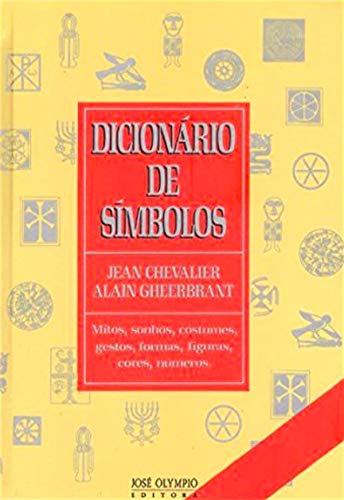 DICIONÁRIO
DE
SÍMBOLOS
JEAN CHEVALIER
ALAIN GHEERBRANT
Mitos, sonhos, costumes,
gestos, formas, figuras,
cores, números.
JOSÉ OLYMPIO
EDITORA